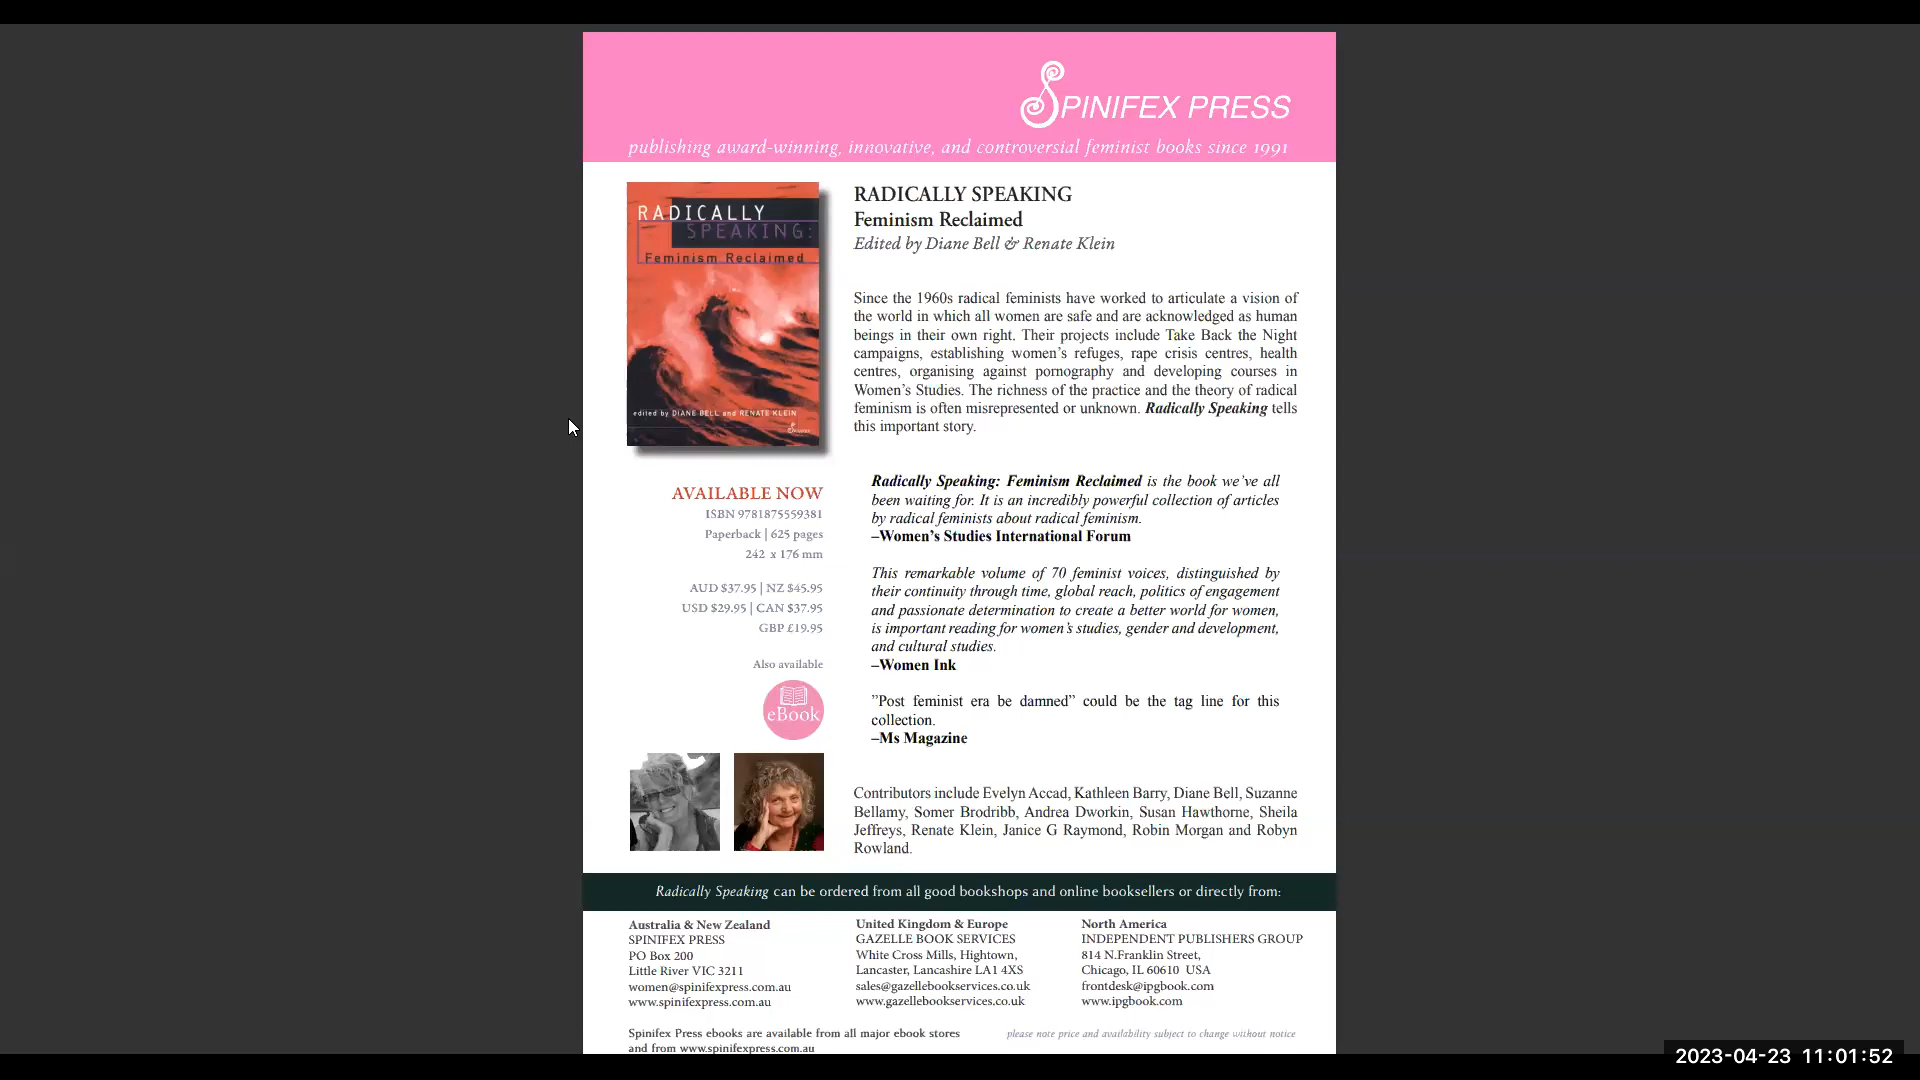 SPINIFEX PRESS
publishing award-winning, innovative, and controversial feminist books since 1991
RADICALLY
SPEAKING:
Feminism Reclaimed
edited by DIANE BELL and RENATE KLEIN
RADICALLY SPEAKING
Feminism Reclaimed
Edited by Diane Bell & Renate Klein
Since the 1960s radical feminists have worked to articulate a vision of
the world in which all women are safe and are acknowledged as human
beings in their own right. Their projects include Take Back the Night
campaigns, establishing women's refuges, rape crisis centres, health
centres, organising against pornography and developing courses in
Women's Studies. The richness of the practice and the theory of radical
feminism is often misrepresented or unknown. Radically Speaking tells
this important story.
AVAILABLE NOW
ISBN 9781875559381
Paperback | 625 pages
242 x 176 mm
AUD $37.95 | NZ $45.95
USD $29.95 | CAN $37.95
GBP £19.95
Also available
eBook
Radically Speaking: Feminism Reclaimed is the book we've all
been waiting for. It is an incredibly powerful collection of articles
by radical feminists about radical feminism.
–Women's Studies International Forum
This remarkable volume of 70 feminist voices, distinguished by
their continuity through time, global reach, politics of engagement
and passionate determination to create a better world for women,
is important reading for women's studies, gender and development,
and cultural studies.
–Women Ink
”Post feminist era be damned” could be the tag line for this
collection.
–Ms Magazine
Contributors include Evelyn Accad, Kathleen Barry, Diane Bell, Suzanne
Bellamy, Somer Brodribb, Andrea Dworkin, Susan Hawthorne, Sheila
Jeffreys, Renate Klein, Janice G Raymond, Robin Morgan and Robyn
Rowland.
Radically Speaking can be ordered from all good bookshops and online booksellers or directly from:
Australia & New Zealand
SPINIFEX PRESS
PO Box 200
Little River VIC 3211
women@spinifexpress.com.au
www.spinifexpress.com.au
United Kingdom & Europe
GAZELLE BOOK SERVICES
White Cross Mills, Hightown,
Lancaster, Lancashire LA1 4XS
sales@gazellebookservices.co.uk
www.gazellebookservices.co.uk
North America
INDEPENDENT PUBLISHERS GROUP
814 N.Franklin Street,
Chicago, IL 60610 USA
frontdesk@ipgbook.com
www.ipgbook.com
Spinifex Press ebooks are available from all major ebook stores
and from www.spinifexpress.com.au
please note price and availability subject to change without notice
2023-04-23 11:01:52